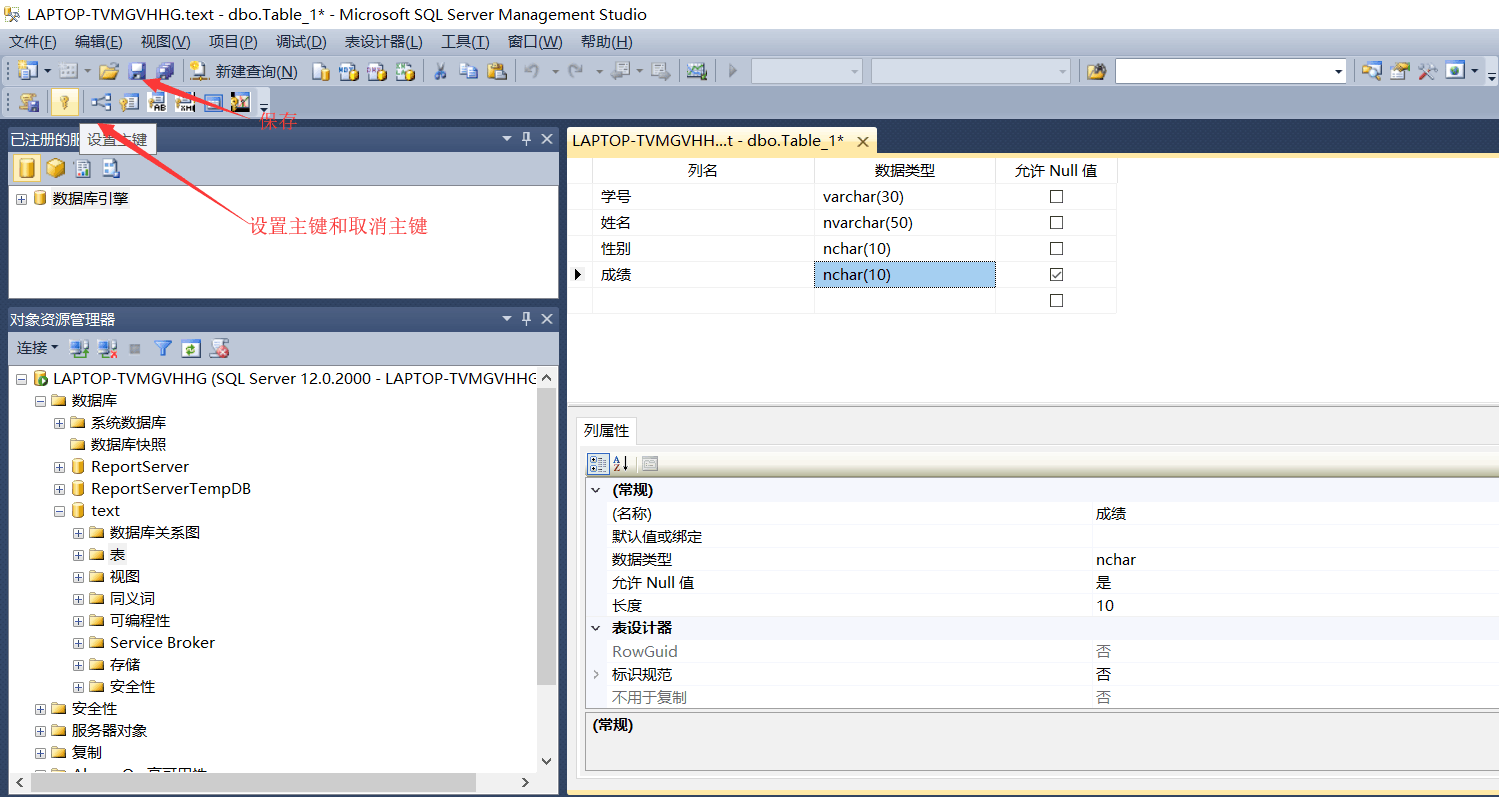 LAPTOP-TVMGVHHG.text - dbo.Table_1* - Microsoft SQL Server Management Studio
文件(F) 编辑(E) 视图(V) 项目(P) 调试(D) 表设计器(L) 工具(T) 窗口(W) 帮助(H)
新建查询(N)
保存
已注册的服
设置主键
数据库引擎
设置主键和取消主键
对象资源管理器
连接
LAPTOP-TVMGVHHG (SQL Server 12.0.2000 - LAPTOP-TVMGVHHG
数据库
系统数据库
数据库快照
ReportServer
ReportServerTempDB
text
数据库关系图
表
视图
同义词
可编程性
Service Broker
存储
安全性
安全性
服务器对象
复制
LAPTOP-TVMGVHH...t - dbo.Table_1*
列名 数据类型 允许 Null 值
学号 varchar(30)
姓名 nvarchar(50)
性别 nchar(10)
成绩 nchar(10)
列属性
(常规)
(名称) 成绩
默认值或绑定
数据类型 nchar
允许 Null 值 是
长度 10
表设计器
RowGuid 否
标识规范 否
不用于复制 否
(常规)